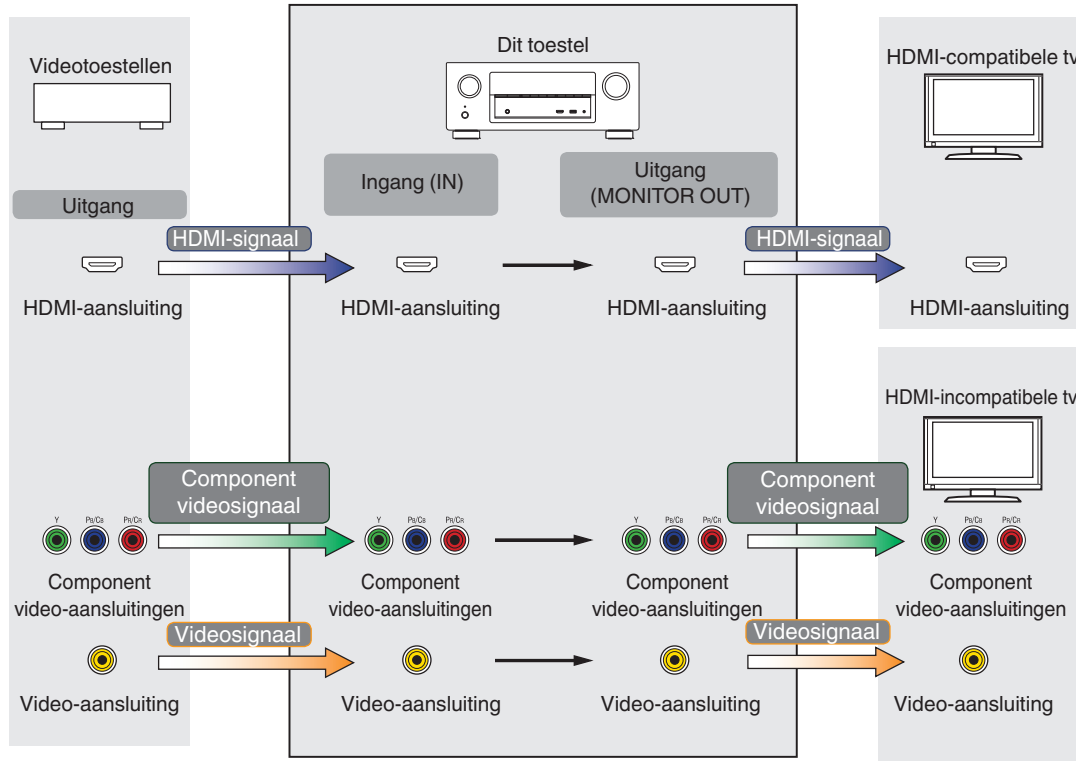 Dit toestel
Videotoestellen
HDMI-compatibele tv
Ingang (IN)
Uitgang
(MONITOR OUT)
Uitgang
HDMI-signaal
HDMI-signaal
HDMI-aansluiting
HDMI-aansluiting
HDMI-aansluiting
HDMI-aansluiting
HDMI-incompatibele tv
Component
videosignaal
Component
videosignaal
Y PB/CB PR/CR
Y PB/CB PR/CR
Y PB/CB PR/CR
Y PB/CB PR/CR
Component
video-aansluitingen
Component
video-aansluitingen
Component
video-aansluitingen
Component
video-aansluitingen
Videosignaal
Videosignaal
Video-aansluiting
Video-aansluiting
Video-aansluiting
Video-aansluiting